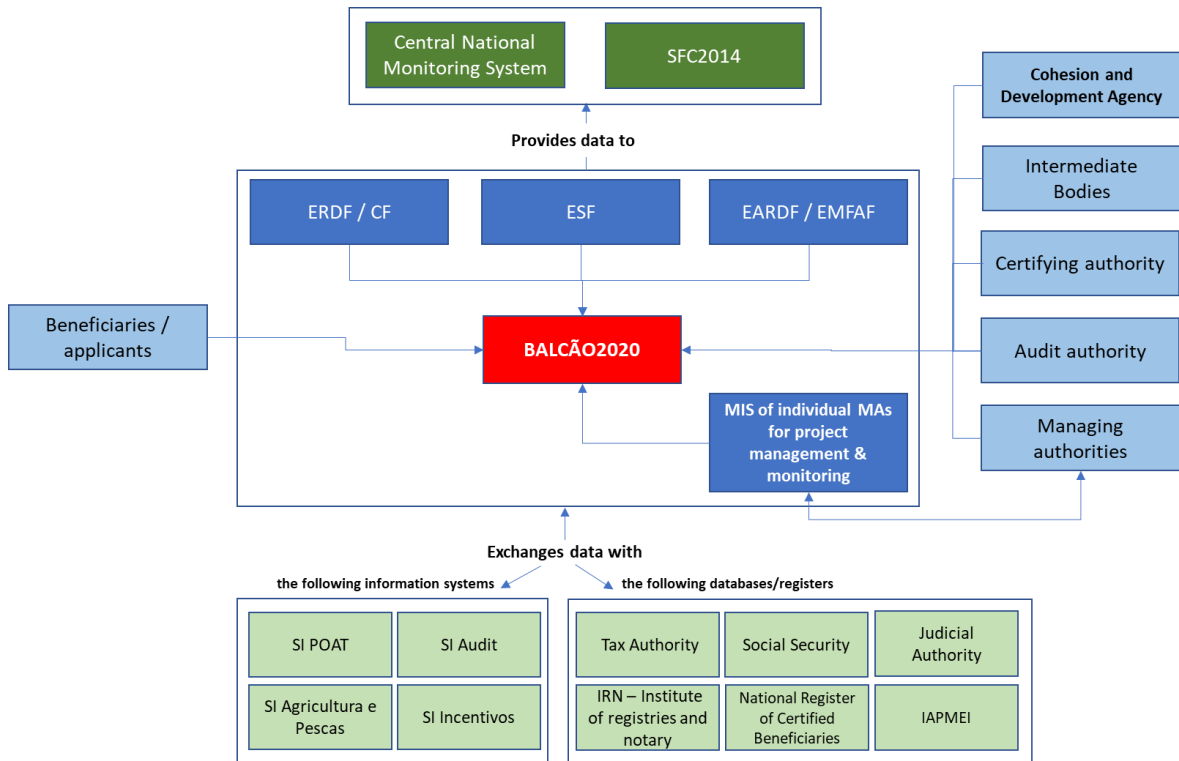 Central National
Monitoring System
SFC2014
Cohesion and
Development Agency
Provides data to
Intermediate
Bodies
ERDF / CF
ESF
EARDF / EMFAF
Certifying authority
Beneficiaries /
applicants
BALCÃO2020
Audit authority
MIS of individual MAs
for project
management &
monitoring
Managing
authorities
Exchanges data with
the following information systems
the following databases/registers
SI POAT
SI Audit
Tax Authority
Social Security
Judicial
Authority
SI Agricultura e
Pescas
SI Incentivos
IRN – Institute
of registries and
notary
National Register
of Certified
Beneficiaries
IAPMEI